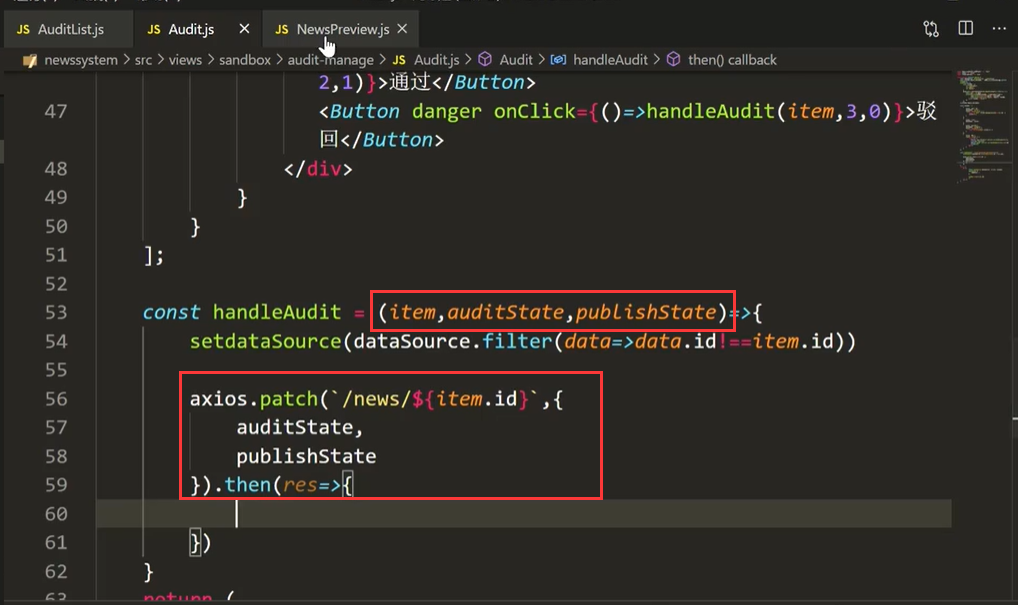 JS AuditList.js
JS Audit.js ×
JS NewsPreview.js ×
newssystem > src > views > sandbox > audit-manage > JS Audit.js > Audit > handleAudit > then() callback
2,1)}>通过</Button>
47 <Button danger onClick={()=>handleAudit(item,3,0)}>驳
回</Button>
48 </div>
49 }
50 }
51 ];
52
53 const handleAudit = (item,auditState,publishState)=>{
54 setdataSource(dataSource.filter(data=>data.id!==item.id))
55
56 axios.patch(`/news/${item.id}`,{
57 auditState,
58 publishState
59 }).then(res=>{
60
61 })
62 }
63 return (